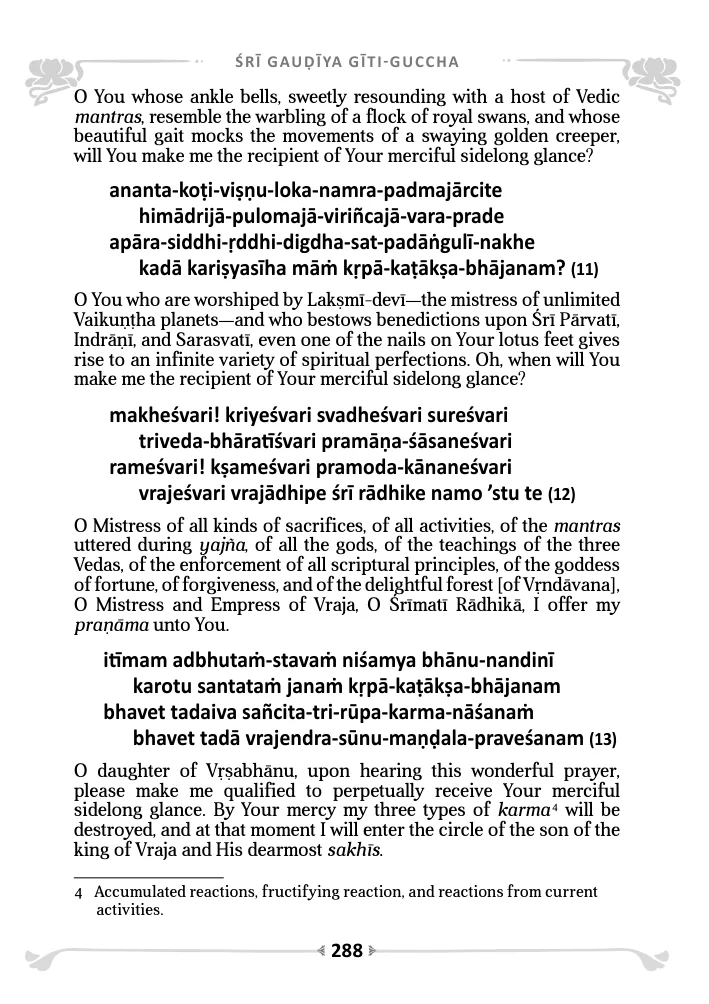 ŚRĪ GAUḌĪYA GĪTI-GUCCHA
O You whose ankle bells, sweetly resounding with a host of Vedic
mantras, resemble the warbling of a flock of royal swans, and whose
beautiful gait mocks the movements of a swaying golden creeper,
will You make me the recipient of Your merciful sidelong glance?
ananta-koṭi-viṣṇu-loka-namra-padmajārcite
himādrijā-pulomajā-viriñcajā-vara-prade
apāra-siddhi-ṛddhi-digdha-sat-padāṅgulī-nakhe
kadā kariṣyasīha māṁ kṛpā-kaṭākṣa-bhājanam? (11)
O You who are worshiped by Lakṣmī-devī—the mistress of unlimited
Vaikuṇṭha planets—and who bestows benedictions upon Śrī Pārvatī,
Indrāṇī, and Sarasvatī, even one of the nails on Your lotus feet gives
rise to an infinite variety of spiritual perfections. Oh, when will You
make me the recipient of Your merciful sidelong glance?
makheśvari! kriyeśvari svadheśvari sureśvari
triveda-bhāratīśvari pramāṇa-śāsaneśvari
rameśvari! kṣameśvari pramoda-kānaneśvari
vrajeśvari vrajādhipe śrī rādhike namo ’stu te (12)
O Mistress of all kinds of sacrifices, of all activities, of the mantras
uttered during yajña, of all the gods, of the teachings of the three
Vedas, of the enforcement of all scriptural principles, of the goddess
of fortune, of forgiveness, and of the delightful forest [of Vṛndāvana],
O Mistress and Empress of Vraja, O Śrīmatī Rādhikā, I offer my
praṇāma unto You.
itīmam adbhutaṁ-stavaṁ niśamya bhānu-nandinī
karotu santataṁ janaṁ kṛpā-kaṭākṣa-bhājanam
bhavet tadaiva sañcita-tri-rūpa-karma-nāśanaṁ
bhavet tadā vrajendra-sūnu-maṇḍala-praveśanam (13)
O daughter of Vṛṣabhānu, upon hearing this wonderful prayer,
please make me qualified to perpetually receive Your merciful
sidelong glance. By Your mercy my three types of karma4 will be
destroyed, and at that moment I will enter the circle of the son of the
king of Vraja and His dearmost sakhīs.
4 Accumulated reactions, fructifying reaction, and reactions from current
activities.
288